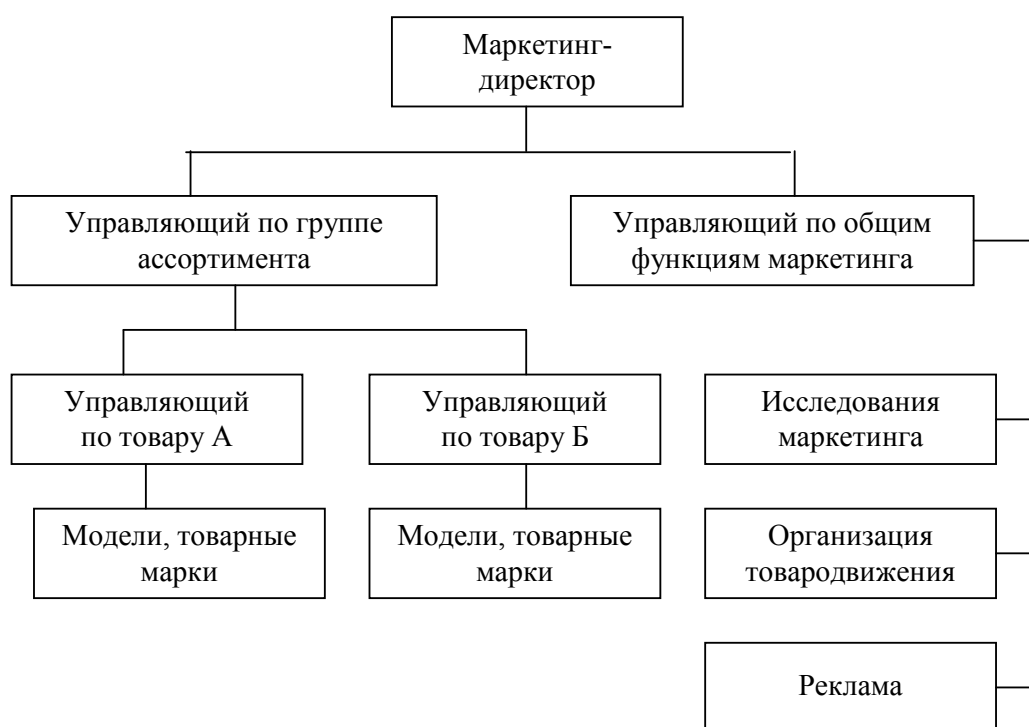 Маркетинг-
директор
Управляющий по группе
ассортимента
Управляющий по общим
функциям маркетинга
Управляющий
по товару А
Управляющий
по товару Б
Исследования
маркетинга
Модели, товарные
марки
Модели, товарные
марки
Организация
товародвижения
Реклама